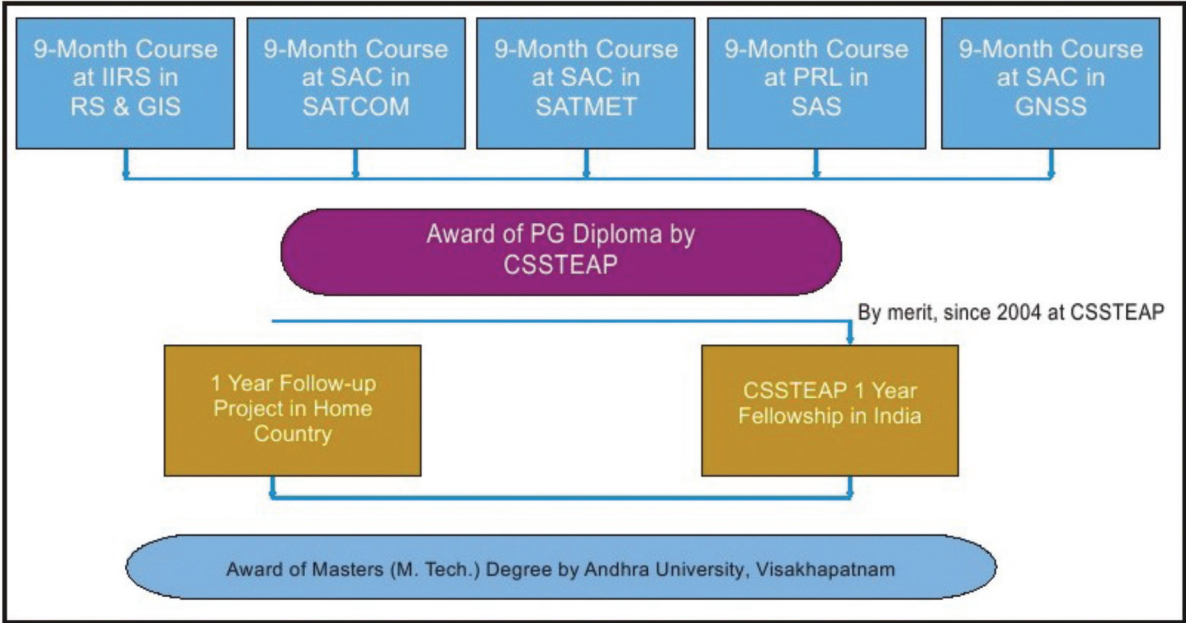 9-Month Course
at IIRS in
RS & GIS
9-Month Course
at SAC in
SATCOM
9-Month Course
at SAC in
SATMET
9-Month Course
at PRL in
SAS
9-Month Course
at SAC in
GNSS
Award of PG Diploma by
CSSTEAP
By merit, since 2004 at CSSTEAP
1 Year Follow-up
Project in Home
Country
CSSTEAP 1 Year
Fellowship in India
Award of Masters (M. Tech.) Degree by Andhra University, Visakhapatnam